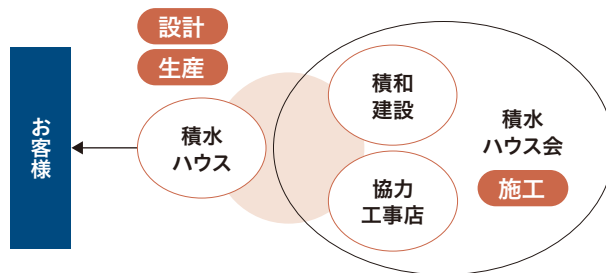 お客様
設計
生産
積水
ハウス
積和
建設
協力
工事店
積水
ハウス会
施工